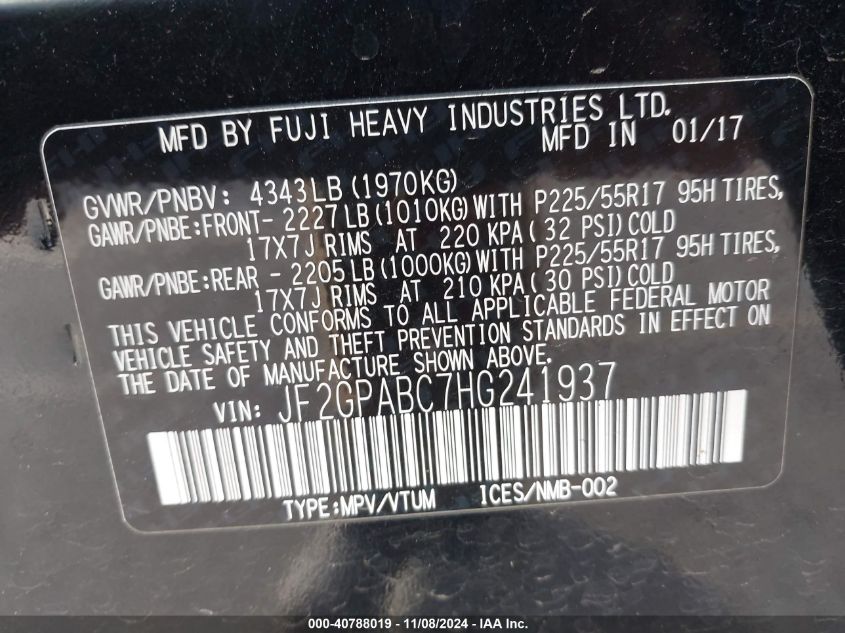 MFD BY FUJI HEAVY INDUSTRIES LTD.
MFD IN 01/17
GVWR/PNBV: 4343LB (1970KG)
GAWR/PNBE:FRONT- 2227 LB (1010KG) WITH P225/55R17 95H TIRES,
17X7J RIMS AT 220 KPA ( 32 PSI) COLD
GAWR/PNBE:REAR - 2205 LB (1000KG) WITH P225/55R17 95H TIRES,
17X7J RIMS AT 210 KPA ( 30 PSI) COLD
THIS VEHICLE CONFORMS TO ALL APPLICABLE FEDERAL MOTOR
VEHICLE SAFETY AND THEFT PREVENTION STANDARDS IN EFFECT ON
THE DATE OF MANUFACTURE SHOWN ABOVE.
VIN: JF2GPABC7HG241937
TYPE:MPV/VTUM ICES/NMB-002
000-40788019 - 11/08/2024 - IAA Inc.